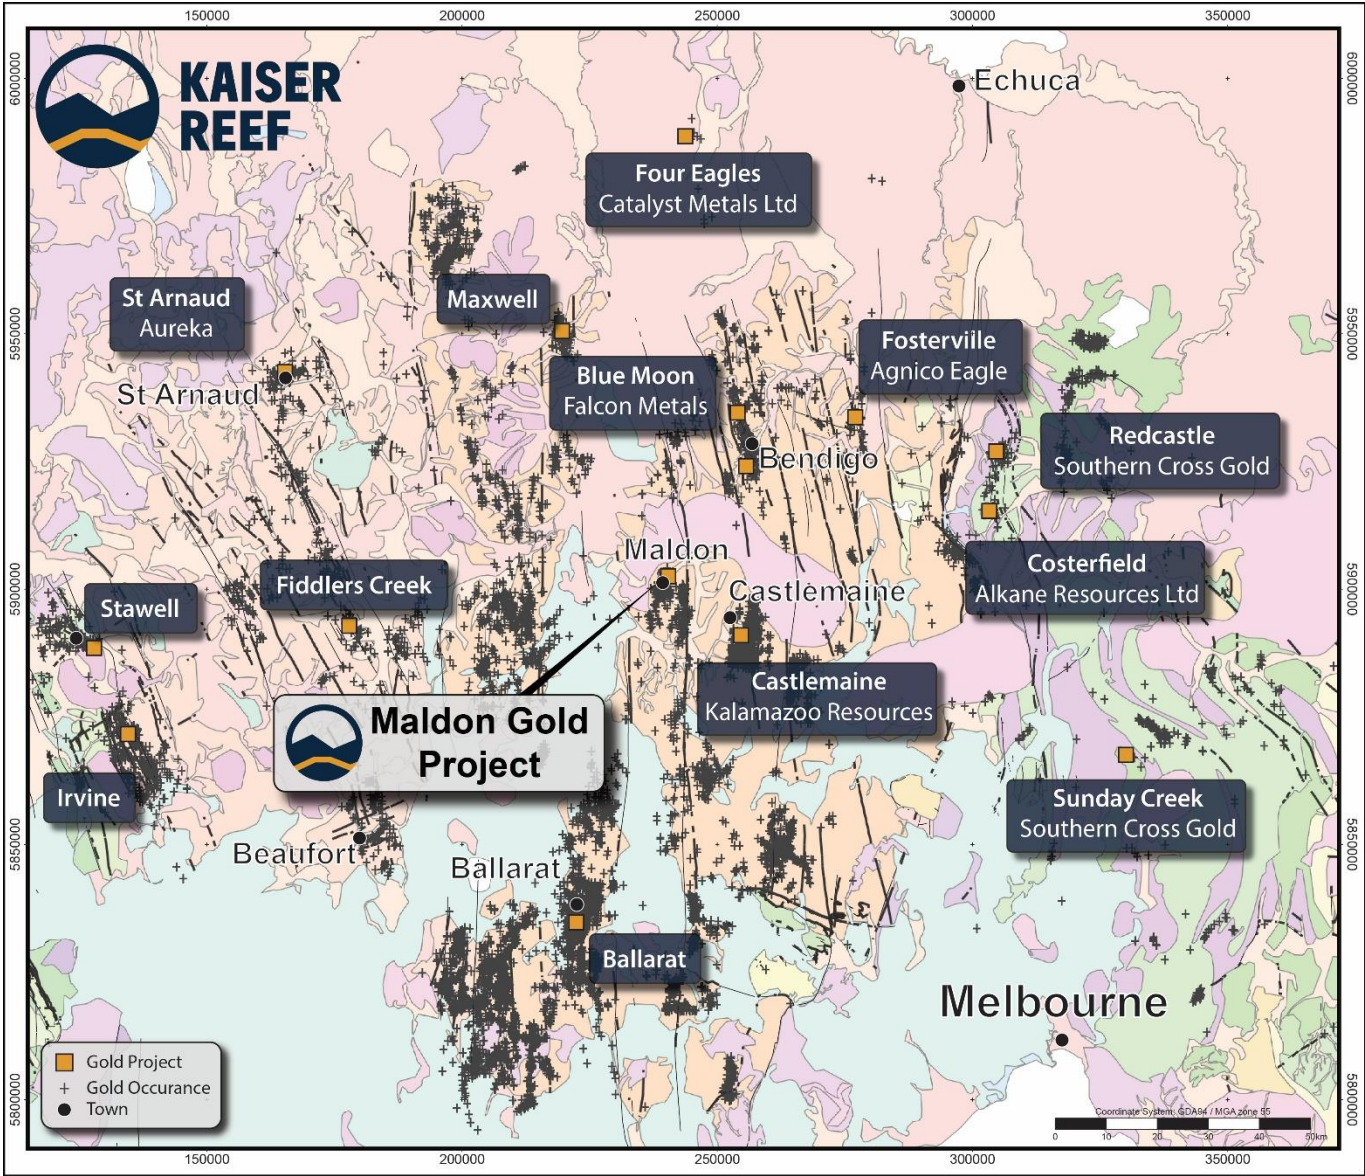 150000
200000
250000
300000
350000
KAISER
REEF
Echuca
6000000
6000000
Four Eagles
Catalyst Metals Ltd
St Arnaud
Aureka
Maxwell
5950000
5950000
Fosterville
Agnico Eagle
Blue Moon
Falcon Metals
St Arnaud
Bendigo
Redcastle
Southern Cross Gold
Maldon
Castlemaine
Costerfield
Alkane Resources Ltd
5900000
5900000
Fiddlers Creek
Stawell
Castlemaine
Kalamazoo Resources
Maldon Gold
Project
Irvine
Sunday Creek
Southern Cross Gold
5850000
5850000
Beaufort
Ballarat
Ballarat
Melbourne
Gold Project
Gold Occurance
Town
5800000
5800000
Coordinate System: GDA94 / MGA zone 55
0 10 20 30 40 50km
150000
200000
250000
300000
350000